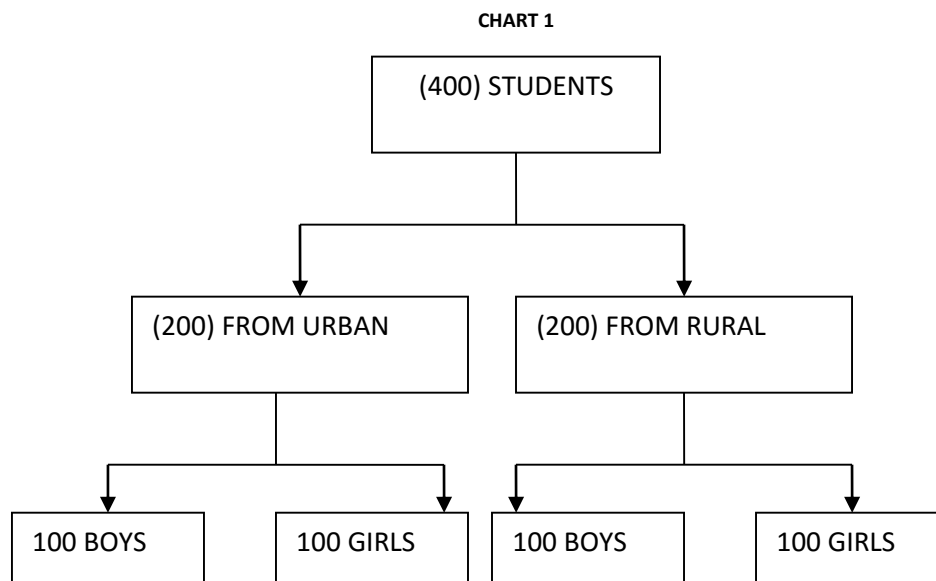 CHART 1
(400) STUDENTS
(200) FROM URBAN
(200) FROM RURAL
100 BOYS
100 GIRLS
100 BOYS
100 GIRLS